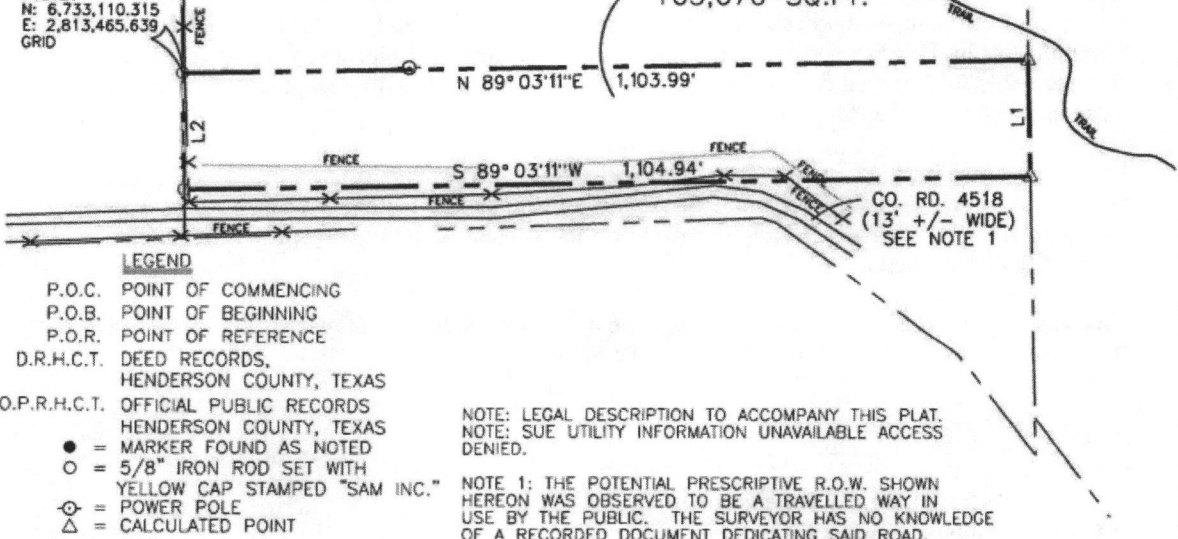 N: 6,733,110.315
E: 2,813,465.639
GRID
FENCE
TRAIL
N 89° 03'11"E 1,103.99'
L2
L1
TRAIL
FENCE
FENCE
S 89° 03'11"W 1,104.94'
FENCE
FENCE
FENCE
CO. RD. 4518
(13' +/- WIDE)
SEE NOTE 1
FENCE
LEGEND
P.O.C. POINT OF COMMENCING
P.O.B. POINT OF BEGINNING
P.O.R. POINT OF REFERENCE
D.R.H.C.T. DEED RECORDS,
HENDERSON COUNTY, TEXAS
O.P.R.H.C.T. OFFICIAL PUBLIC RECORDS
HENDERSON COUNTY, TEXAS
● = MARKER FOUND AS NOTED
○ = 5/8" IRON ROD SET WITH
YELLOW CAP STAMPED "SAM INC."
= POWER POLE
△ = CALCULATED POINT
NOTE: LEGAL DESCRIPTION TO ACCOMPANY THIS PLAT.
NOTE: SUE UTILITY INFORMATION UNAVAILABLE ACCESS
DENIED.
NOTE 1: THE POTENTIAL PRESCRIPTIVE R.O.W. SHOWN
HEREON WAS OBSERVED TO BE A TRAVELLED WAY IN
USE BY THE PUBLIC. THE SURVEYOR HAS NO KNOWLEDGE
OF A RECORDED DOCUMENT DEDICATING SAID ROAD.